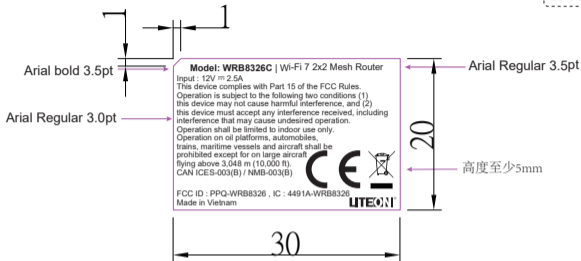 1
1
Arial bold 3.5pt
Model: WRB8326C | Wi-Fi 7 2x2 Mesh Router
Arial Regular 3.5pt
Input : 12V ⎓ 2.5A
This device complies with Part 15 of the FCC Rules.
Operation is subject to the following two conditions (1)
this device may not cause harmful interference, and (2)
Arial Regular 3.0pt
this device must accept any interference received, including
interference that may cause undesired operation.
Operation shall be limited to indoor use only.
Operation on oil platforms, automobiles,
trains, maritime vessels and aircraft shall be
prohibited except for on large aircraft
flying above 3,048 m (10,000 ft).
CAN ICES-003(B) / NMB-003(B)
CE
20
高度至少5mm
FCC ID : PPQ-WRB8326 , IC : 4491A-WRB8326
Made in Vietnam
LITEON
30